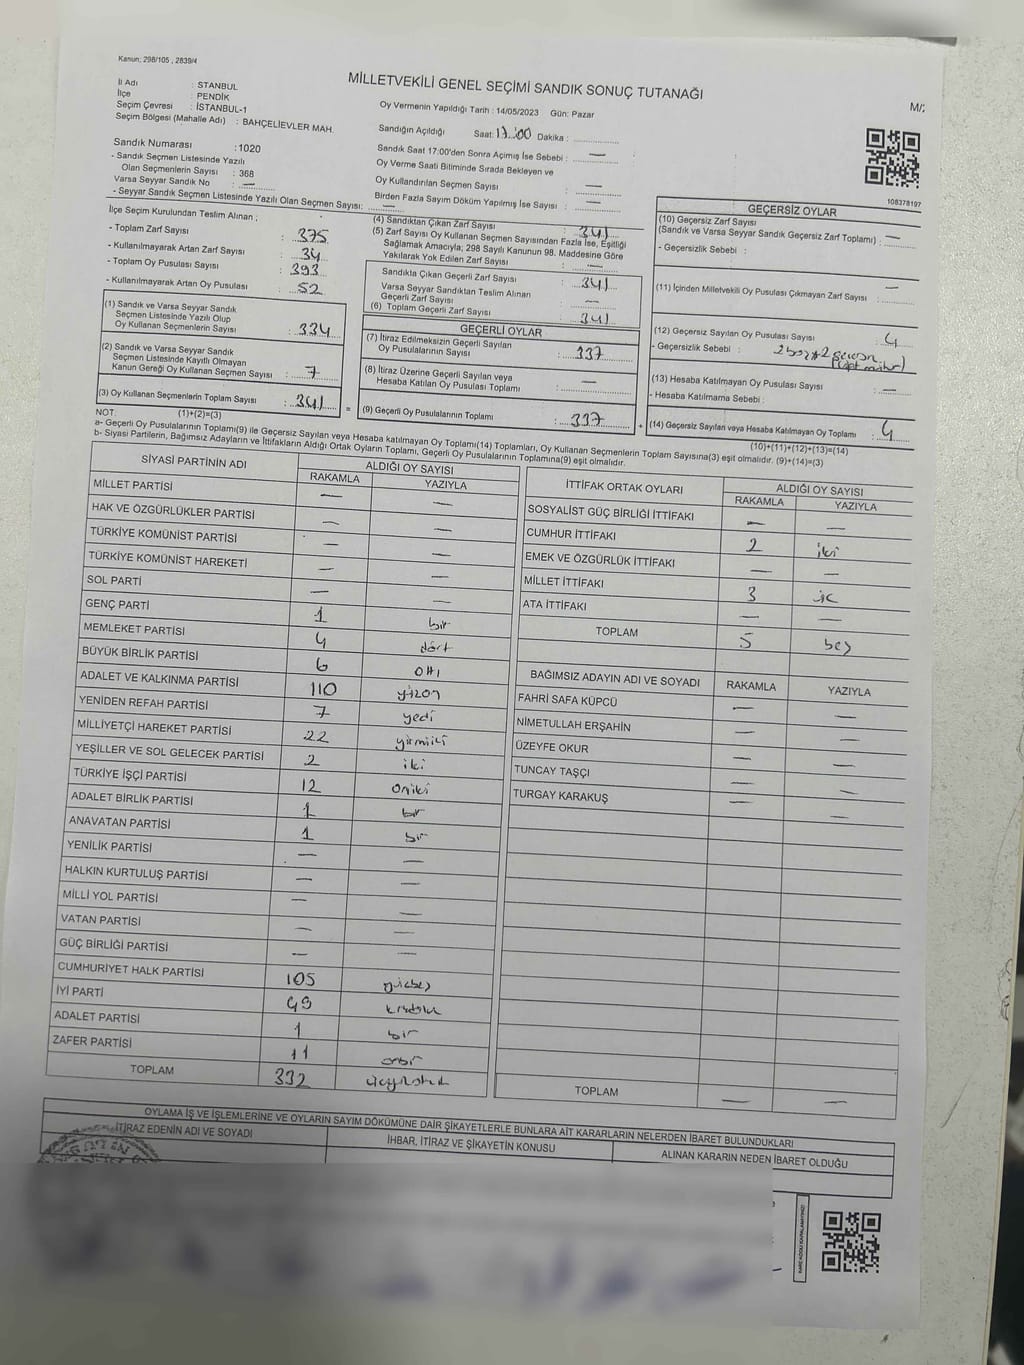 Kanun; 298/105 , 2839/4
MİLLETVEKİLİ GENEL SEÇİMİ SANDIK SONUÇ TUTANAĞI
M/2
İl Adı : STANBUL
İlçe : PENDİK
Seçim Çevresi : İSTANBUL-1
Seçim Bölgesi (Mahalle Adı) : BAHÇELİEVLER MAH.
Sandık Numarası : 1020
- Sandık Seçmen Listesinde Yazılı
Olan Seçmenlerin Sayısı : 368
Varsa Seyyar Sandık No : —
- Seyyar Sandık Seçmen Listesinde Yazılı Olan Seçmen Sayısı: —
Oy Vermenin Yapıldığı Tarih : 14/05/2023 Gün: Pazar
Sandığın Açıldığı Saat: 17:00 Dakika :
Sandık Saat 17:00'den Sonra Açımış İse Sebebi : —
Oy Verme Saati Bitiminde Sırada Bekleyen ve
Oy Kullandırılan Seçmen Sayısı : —
Birden Fazla Sayım Döküm Yapılmış İse Sayısı : —
108378197
İlçe Seçim Kurulundan Teslim Alınan ;
- Toplam Zarf Sayısı : 375
- Kullanılmayarak Artan Zarf Sayısı : 34
- Toplam Oy Pusulası Sayısı : 393
- Kullanılmayarak Artan Oy Pusulası : 52
(1) Sandık ve Varsa Seyyar Sandık
Seçmen Listesinde Yazılı Olup
Oy Kullanan Seçmenlerin Sayısı : 334
(2) Sandık ve Varsa Seyyar Sandık
Seçmen Listesinde Kayıtlı Olmayan
Kanun Gereği Oy Kullanan Seçmen Sayısı : 7
(3) Oy Kullanan Seçmenlerin Toplam Sayısı : 341
(4) Sandıktan Çıkan Zarf Sayısı : 341
(5) Zarf Sayısı Oy Kullanan Seçmen Sayısından Fazla İse, Eşitliği
Sağlamak Amacıyla; 298 Sayılı Kanunun 98. Maddesine Göre
Yakılarak Yok Edilen Zarf Sayısı : —
Sandıkta Çıkan Geçerli Zarf Sayısı : 341
Varsa Seyyar Sandıktan Teslim Alınan
Geçerli Zarf Sayısı : —
(6) Toplam Geçerli Zarf Sayısı : 341
GEÇERLİ OYLAR
(7) İtiraz Edilmeksizin Geçerli Sayılan
Oy Pusulalarının Sayısı : 337
(8) İtiraz Üzerine Geçerli Sayılan veya
Hesaba Katılan Oy Pusulası Toplamı : —
= (9) Geçerli Oy Pusulalarının Toplamı : 337
GEÇERSİZ OYLAR
(10) Geçersiz Zarf Sayısı
(Sandık ve Varsa Seyyar Sandık Geçersiz Zarf Toplamı) : —
- Geçersizlik Sebebi :
(11) İçinden Milletvekili Oy Pusulası Çıkmayan Zarf Sayısı : —
(12) Geçersiz Sayılan Oy Pusulası Sayısı : 4
- Geçersizlik Sebebi :
(13) Hesaba Katılmayan Oy Pusulası Sayısı : —
- Hesaba Katılmama Sebebi :
+ (14) Geçersiz Sayılan veya Hesaba Katılmayan Oy Toplamı : 4
NOT: (1)+(2)=(3)
(10)+(11)+(12)+(13)=(14)
a- Geçerli Oy Pusulalarının Toplamı(9) ile Geçersiz Sayılan veya Hesaba katılmayan Oy Toplamı(14) Toplamları, Oy Kullanan Seçmenlerin Toplam Sayısına(3) eşit olmalıdır. (9)+(14)=(3)
b- Siyasi Partilerin, Bağımsız Adayların ve İttifakların Aldığı Ortak Oyların Toplamı, Geçerli Oy Pusulalarının Toplamına(9) eşit olmalıdır.
SİYASİ PARTİNİN ADI ALDIĞI OY SAYISI
RAKAMLA YAZIYLA
MİLLET PARTİSİ — —
HAK VE ÖZGÜRLÜKLER PARTİSİ — —
TÜRKİYE KOMÜNİST PARTİSİ — —
TÜRKİYE KOMÜNİST HAREKETİ — —
SOL PARTİ — —
GENÇ PARTİ 1 bir
MEMLEKET PARTİSİ 4 dört
BÜYÜK BİRLİK PARTİSİ 6 altı
ADALET VE KALKINMA PARTİSİ 110 yüzon
YENİDEN REFAH PARTİSİ 7 yedi
MİLLİYETÇİ HAREKET PARTİSİ 22 yirmiiki
YEŞİLLER VE SOL GELECEK PARTİSİ 2 iki
TÜRKİYE İŞÇİ PARTİSİ 12 oniki
ADALET BİRLİK PARTİSİ 1 bir
ANAVATAN PARTİSİ 1 bir
YENİLİK PARTİSİ — —
HALKIN KURTULUŞ PARTİSİ — —
MİLLİ YOL PARTİSİ — —
VATAN PARTİSİ — —
GÜÇ BİRLİĞİ PARTİSİ — —
CUMHURİYET HALK PARTİSİ 105 yüzbeş
İYİ PARTİ 49
ADALET PARTİSİ 1 bir
ZAFER PARTİSİ 11 onbir
TOPLAM 332
İTTİFAK ORTAK OYLARI ALDIĞI OY SAYISI
RAKAMLA YAZIYLA
SOSYALİST GÜÇ BİRLİĞİ İTTİFAKI — —
CUMHUR İTTİFAKI 2 iki
EMEK VE ÖZGÜRLÜK İTTİFAKI — —
MİLLET İTTİFAKI 3 üç
ATA İTTİFAKI — —
TOPLAM 5 beş
BAĞIMSIZ ADAYIN ADI VE SOYADI RAKAMLA YAZIYLA
FAHRİ SAFA KÜPCÜ — —
NİMETULLAH ERŞAHİN — —
ÜZEYFE OKUR — —
TUNCAY TAŞÇI — —
TURGAY KARAKUŞ — —
TOPLAM — —
OYLAMA İŞ VE İŞLEMLERİNE VE OYLARIN SAYIM DÖKÜMÜNE DAİR ŞİKAYETLERLE BUNLARA AİT KARARLARIN NELERDEN İBARET BULUNDUKLARI
İTİRAZ EDENİN ADI VE SOYADI İHBAR, İTİRAZ VE ŞİKAYETİN KONUSU ALINAN KARARIN NEDEN İBARET OLDUĞU
KARE KODU KAPALAMAYINIZ!